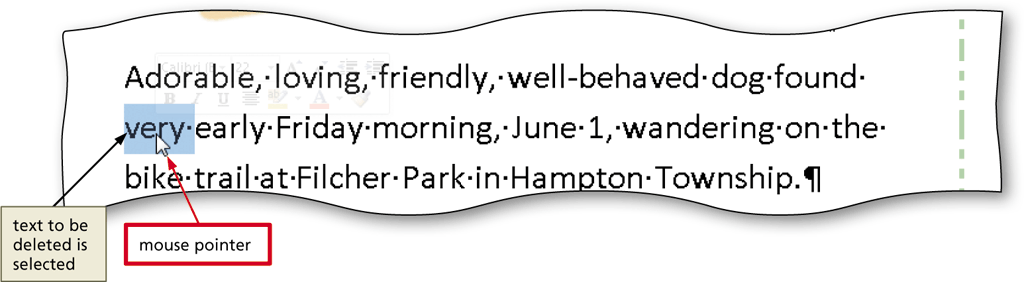 Adorable,·loving,·friendly,·well-behaved·dog·found·
very·early·Friday·morning,·June·1,·wandering·on·the·
bike·trail·at·Filcher·Park·in·Hampton·Township.¶
text to be
deleted is
selected
mouse pointer